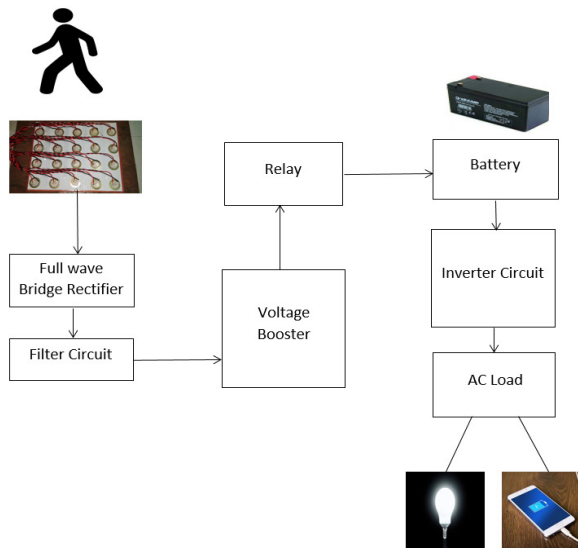 Relay
Battery
Full wave
Bridge Rectifier
Inverter Circuit
Voltage
Booster
Filter Circuit
AC Load